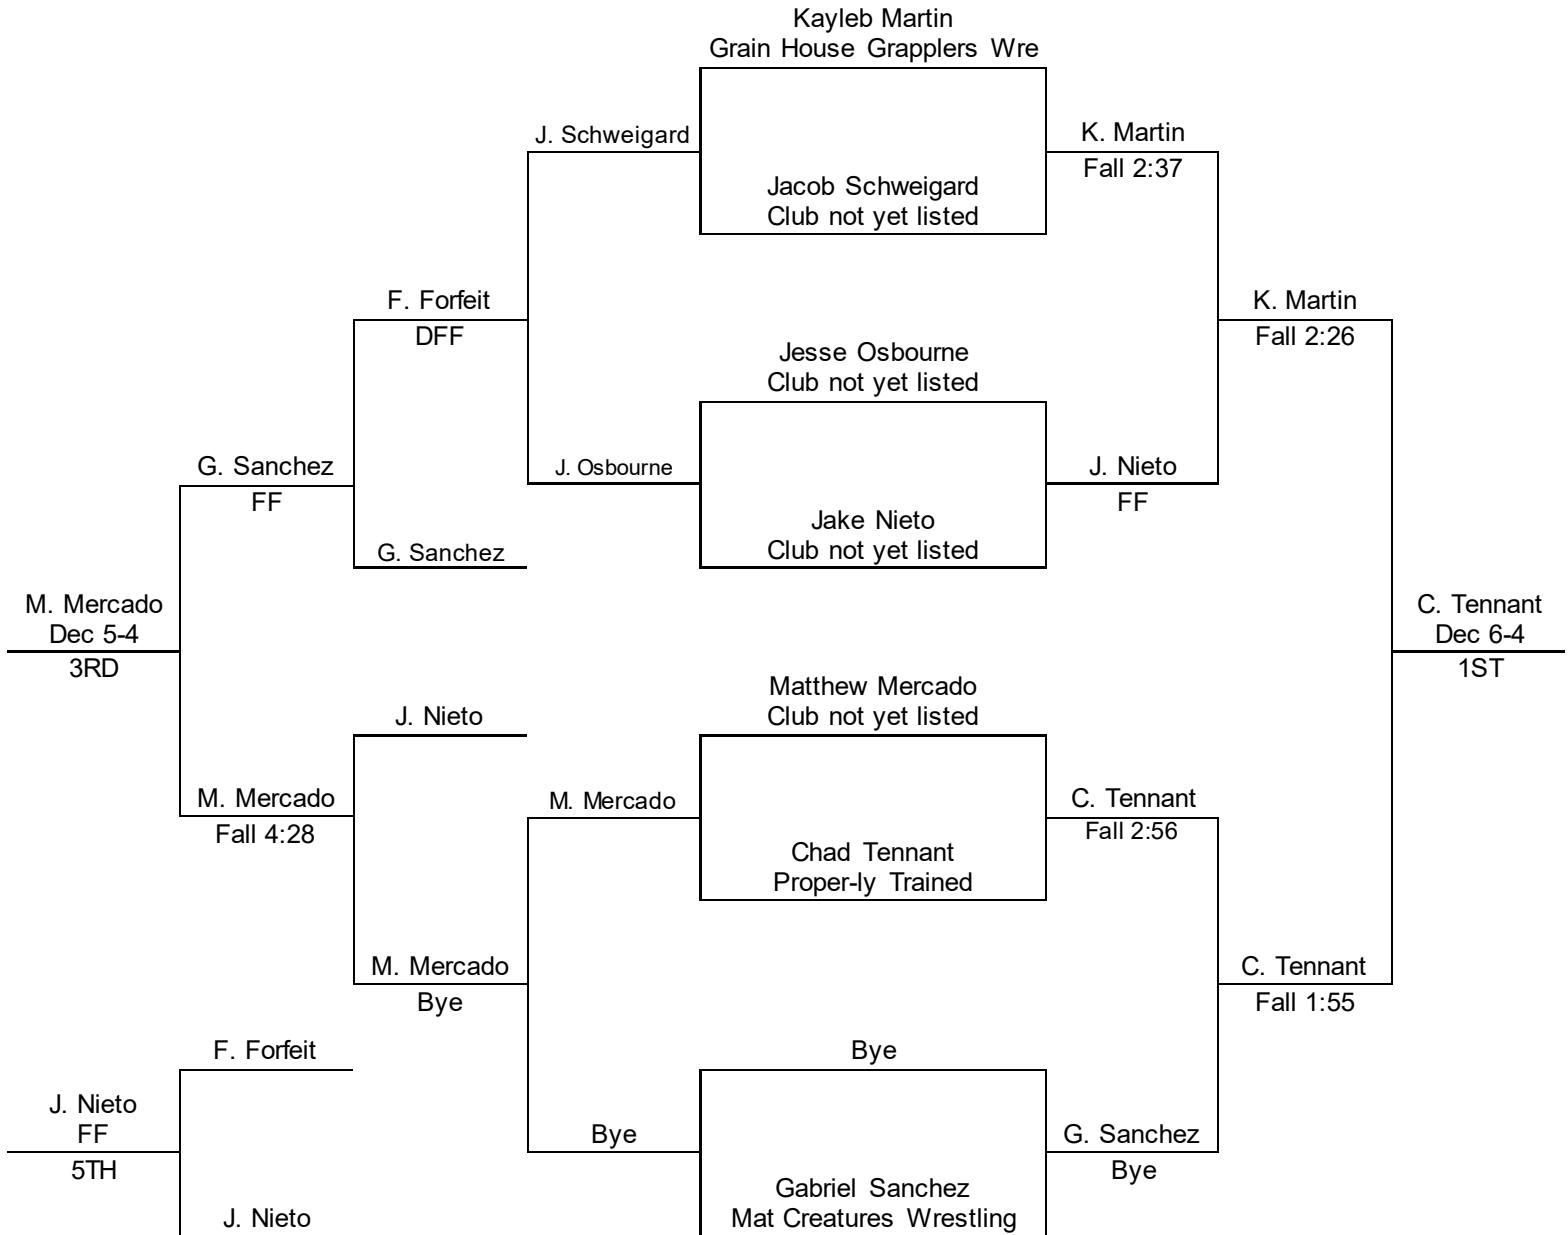 Kayleb Martin
Grain House Grapplers Wre
J. Schweigard
K. Martin
Fall 2:37
Jacob Schweigard
Club not yet listed
F. Forfeit
DFF
K. Martin
Fall 2:26
Jesse Osbourne
Club not yet listed
G. Sanchez
FF
J. Osbourne
J. Nieto
FF
Jake Nieto
Club not yet listed
G. Sanchez
M. Mercado
Dec 5-4
3RD
C. Tennant
Dec 6-4
1ST
Matthew Mercado
Club not yet listed
J. Nieto
M. Mercado
Fall 4:28
M. Mercado
C. Tennant
Fall 2:56
Chad Tennant
Proper-ly Trained
M. Mercado
Bye
C. Tennant
Fall 1:55
F. Forfeit
Bye
J. Nieto
FF
5TH
Bye
G. Sanchez
Bye
J. Nieto
Gabriel Sanchez
Mat Creatures Wrestling